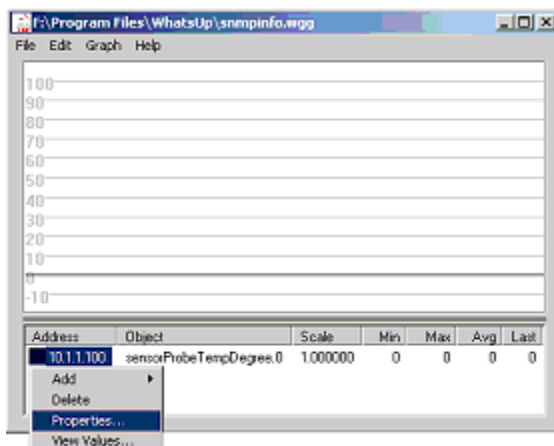 F:\Program Files\WhatsUp\snmpinfo.wgg
File Edit Graph Help
100
90
80
70
60
50
40
30
20
10
0
-10
Address Object Scale Min Max Avg Last
10.1.1.100 sensorProbeTempDegree.0 1.000000 0 0 0 0
Add
Delete
Properties...
View Values...